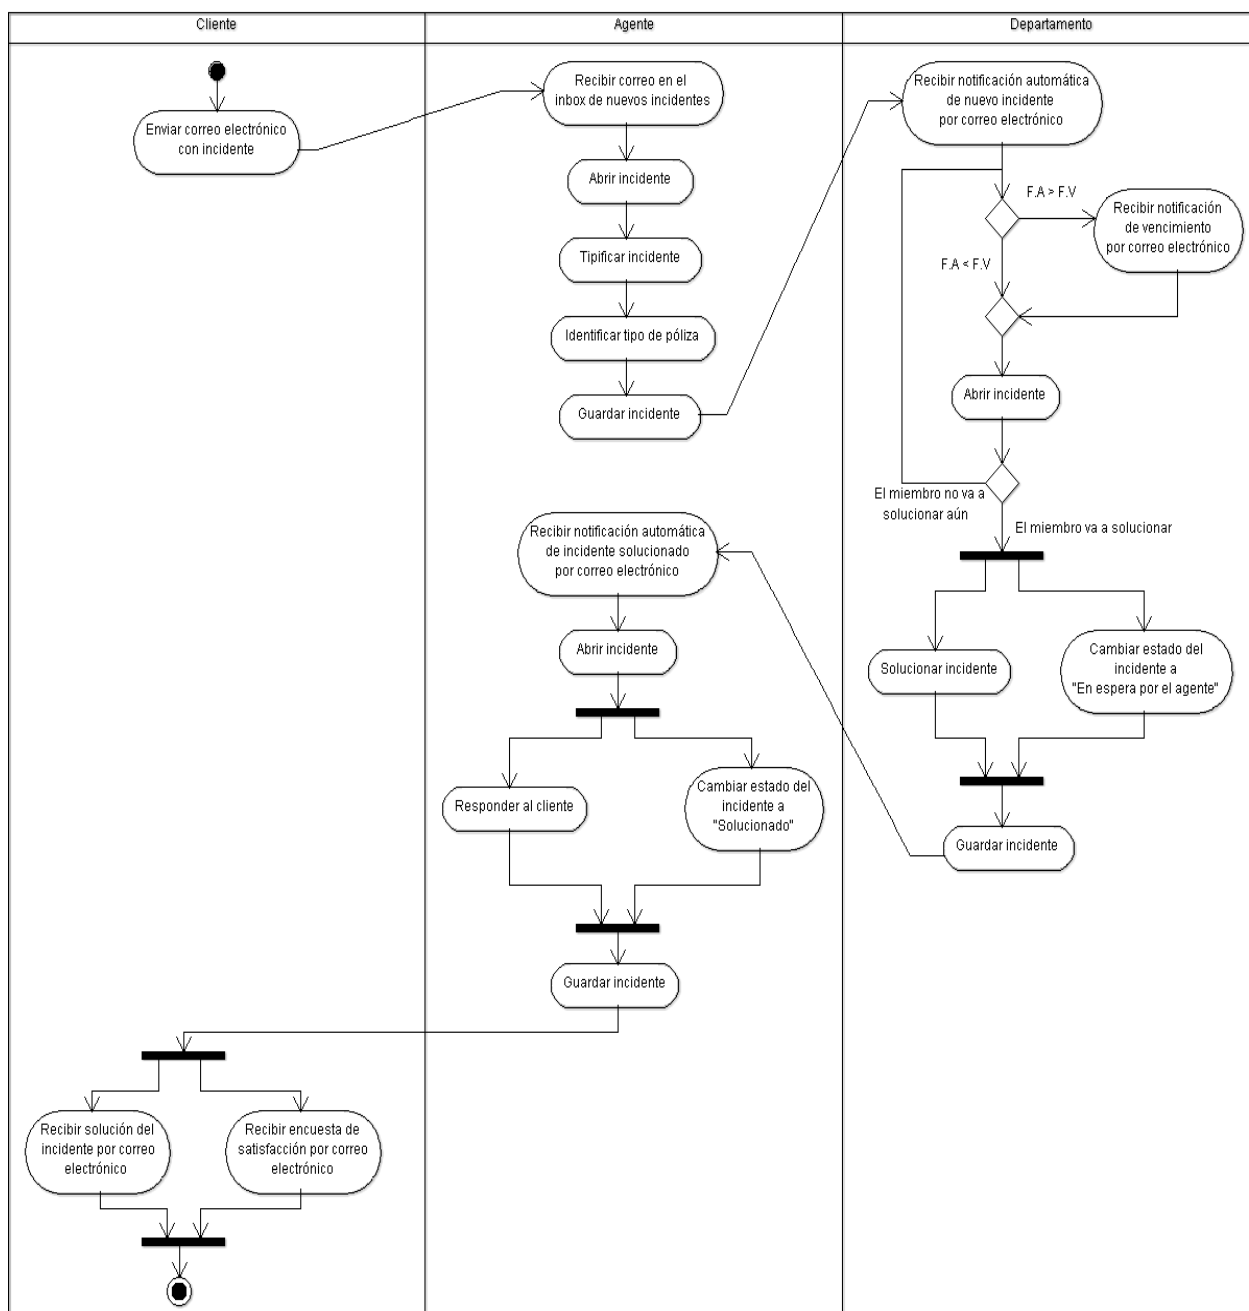 Cliente
Agente
Departamento
Enviar correo electrónico
con incidente
Recibir correo en el
inbox de nuevos incidentes
Abrir incidente
Tipificar incidente
Identificar tipo de póliza
Guardar incidente
Recibir notificación automática
de nuevo incidente
por correo electrónico
F.A > F.V
Recibir notificación
de vencimiento
por correo electrónico
F.A < F.V
Abrir incidente
El miembro no va a
solucionar aún
El miembro va a solucionar
Solucionar incidente
Cambiar estado del
incidente a
"En espera por el agente"
Guardar incidente
Recibir notificación automática
de incidente solucionado
por correo electrónico
Abrir incidente
Responder al cliente
Cambiar estado del
incidente a
"Solucionado"
Guardar incidente
Recibir solución del
incidente por correo
electrónico
Recibir encuesta de
satisfacción por correo
electrónico